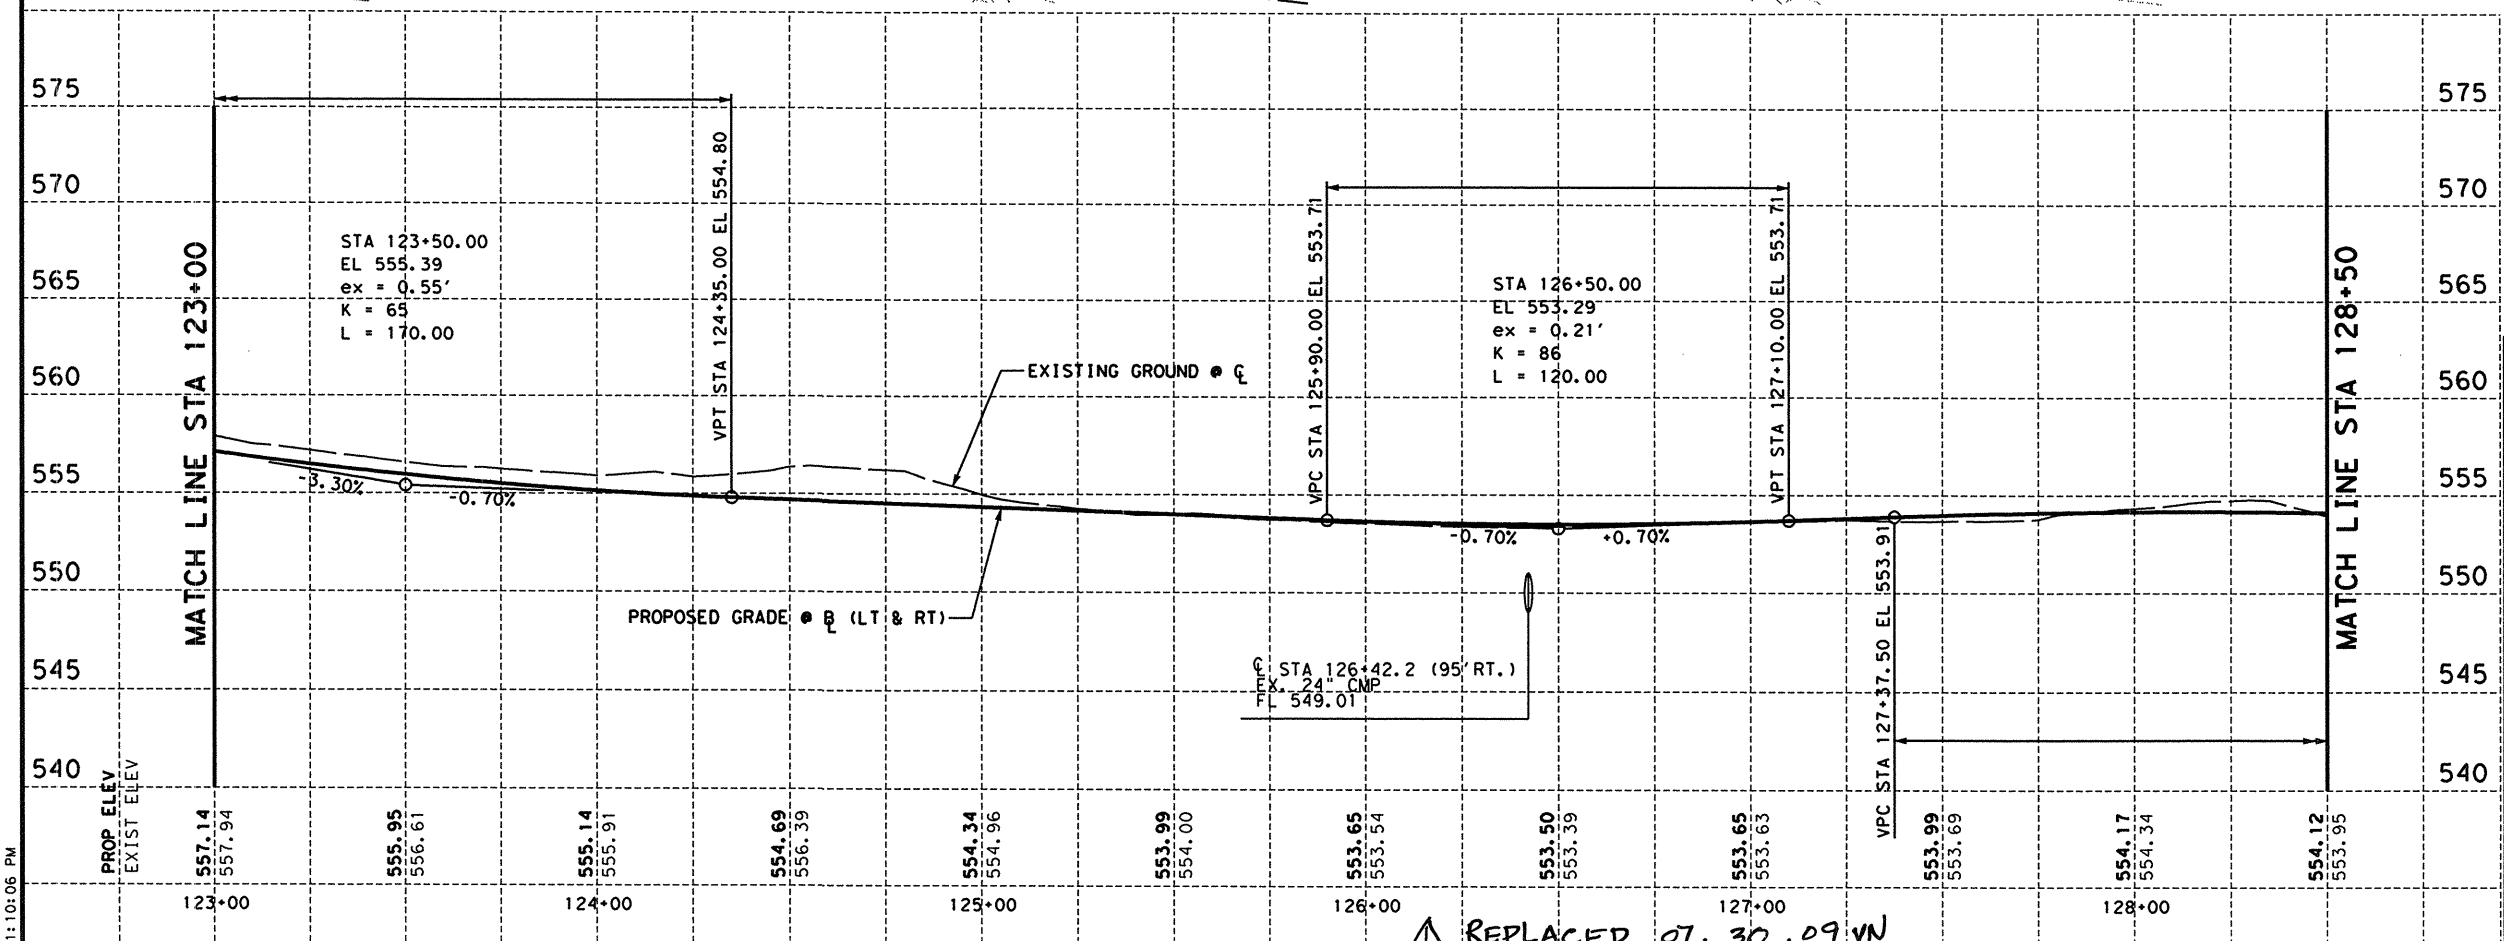 575
570
565
560
555
550
545
540
575
570
565
560
555
550
545
540
MATCH LINE STA 123+00
STA 123+50.00
EL 555.39
ex = 0.55'
K = 65
L = 170.00
VPT STA 124+35.00 EL 554.80
-3.30%
-0.70%
EXISTING GROUND @ ℄
PROPOSED GRADE @ BL (LT & RT)
VPC STA 125+90.00 EL 553.71
STA 126+50.00
EL 553.29
ex = 0.21'
K = 86
L = 120.00
VPT STA 127+10.00 EL 553.71
-0.70%
+0.70%
℄ STA 126+42.2 (95'RT.)
EX. 24" CMP
FL 549.01
VPC STA 127+37.50 EL 553.91
MATCH LINE STA 128+50
PROP ELEV
EXIST ELEV
557.14
557.94
555.95
556.61
555.14
555.91
554.69
556.39
554.34
554.96
553.99
554.00
553.65
553.54
553.50
553.39
553.65
553.63
553.99
553.69
554.17
554.34
554.12
553.95
123+00
124+00
125+00
126+00
127+00
128+00
1:10:06 PM
REPLACED 07.30.09 VN